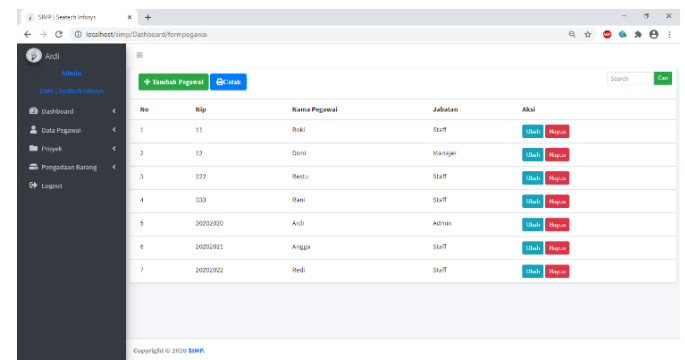 SIMP | Seatech Infosys
localhost/simp/Dashboard/formpegawai
Ardi
Admin
SIMP | Seatech Infosys
Dashboard
Data Pegawai
Proyek
Pengadaan Barang
Logout
Tambah Pegawai Cetak
Search Cari
No Nip Nama Pegawai Jabatan Aksi
1 11 Roki Staff Ubah Hapus
2 12 Doni Manajer Ubah Hapus
3 222 Restu Staff Ubah Hapus
4 333 Rani Staff Ubah Hapus
5 20202020 Ardi Admin Ubah Hapus
6 20202021 Angga Staff Ubah Hapus
7 20202022 Redi Staff Ubah Hapus
Copyright © 2020 SIMP.